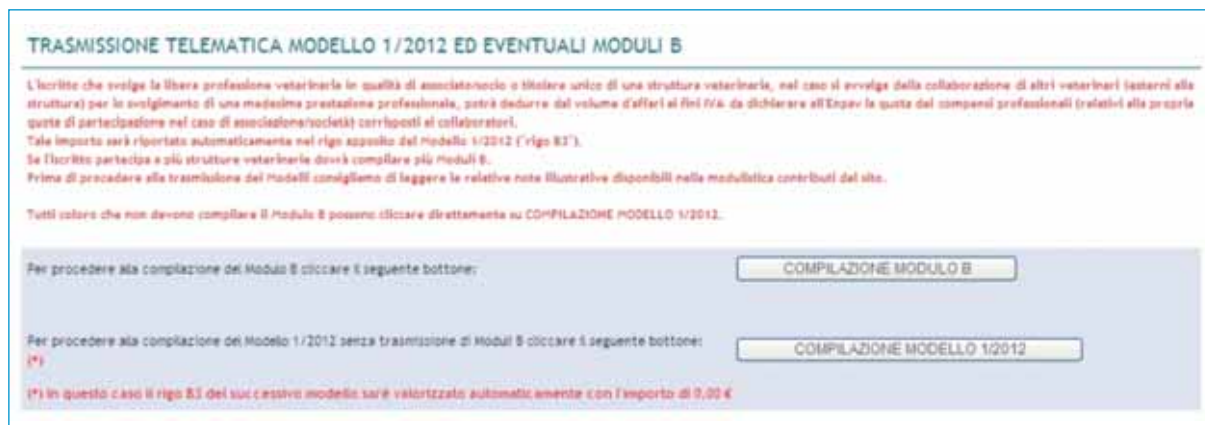 TRASMISSIONE TELEMATICA MODELLO 1/2012 ED EVENTUALI MODULI B
L'iscritto che svolge la libera professione veterinaria in qualità di associato/socio o titolare unico di una struttura veterinaria, nel caso si avvalga della collaborazione di altri veterinari (esterni alla
struttura) per lo svolgimento di una medesima prestazione professionale, potrà dedurre dal volume d'affari ai fini IVA da dichiarare all'Enpav la quota dei compensi professionali (relativi alla propria
quota di partecipazione nel caso di associazione/società) corrisposti ai collaboratori.
Tale importo sarà riportato automaticamente nel rigo apposito del Modello 1/2012 ("rigo B3").
Se l'iscritto partecipa a più strutture veterinarie dovrà compilare più Moduli B.
Prima di procedere alla trasmissione dei Modelli consigliamo di leggere le relative note illustrative disponibili nella modulistica contributi del sito.
Tutti coloro che non devono compilare il Modulo B possono cliccare direttamente su COMPILAZIONE MODELLO 1/2012.
Per procedere alla compilazione del Modulo B cliccare il seguente bottone:
COMPILAZIONE MODULO B
Per procedere alla compilazione del Modello 1/2012 senza trasmissione di Moduli B cliccare il seguente bottone:
(*)
COMPILAZIONE MODELLO 1/2012
(*) In questo caso il rigo B3 del successivo modello sarà valorizzato automaticamente con l'importo di 0,00 €